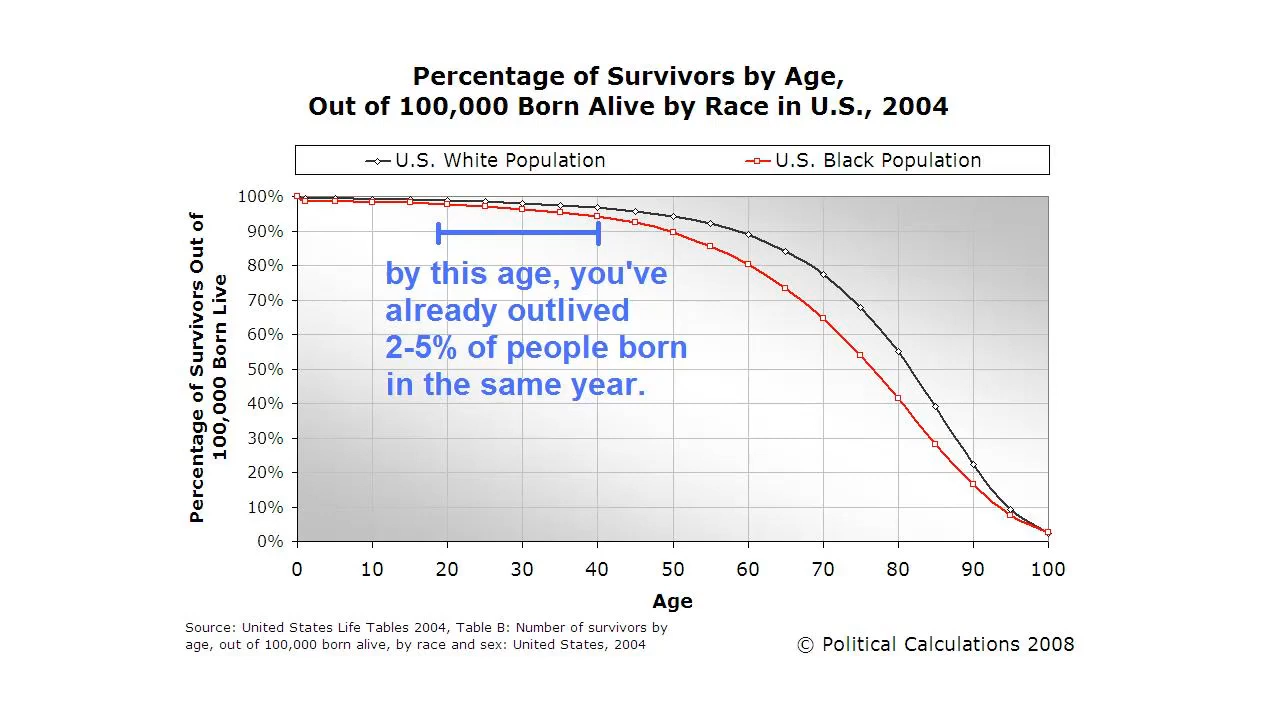 Percentage of Survivors by Age,
Out of 100,000 Born Alive by Race in U.S., 2004
U.S. White Population
U.S. Black Population
Percentage of Survivors Out of
100,000 Born Live
100%
90%
80%
70%
60%
50%
40%
30%
20%
10%
0%
by this age, you've
already outlived
2-5% of people born
in the same year.
0 10 20 30 40 50 60 70 80 90 100
Age
Source: United States Life Tables 2004, Table B: Number of survivors by
age, out of 100,000 born alive, by race and sex: United States, 2004
© Political Calculations 2008